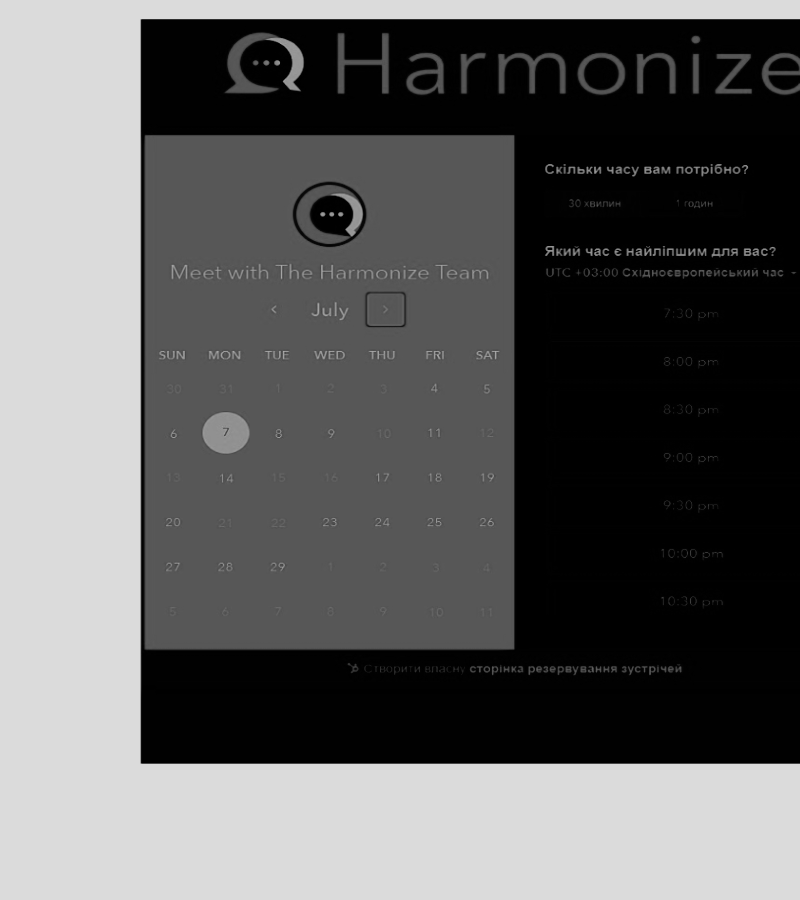 Harmonize
Meet with The Harmonize Team
July
SUN MON TUE WED THU FRI SAT
30 31 1 2 3 4 5
6 7 8 9 10 11 12
13 14 15 16 17 18 19
20 21 22 23 24 25 26
27 28 29 1 2 3 4
5 6 7 8 9 10 11
Скільки часу вам потрібно?
30 хвилин 1 годин
Який час є найліпшим для вас?
UTC +03:00 Східноєвропейський час
7:30 pm
8:00 pm
8:30 pm
9:00 pm
9:30 pm
10:00 pm
10:30 pm
Створити власну сторінка резервування зустрічей